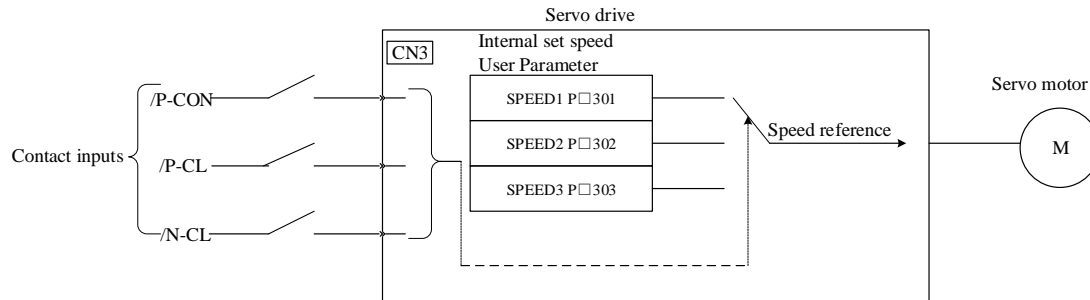 Servo drive
CN3
Internal set speed
User Parameter
/P-CON
SPEED1 P□301
Servo motor
Contact inputs
/P-CL
SPEED2 P□302
Speed reference
M
SPEED3 P□303
/N-CL